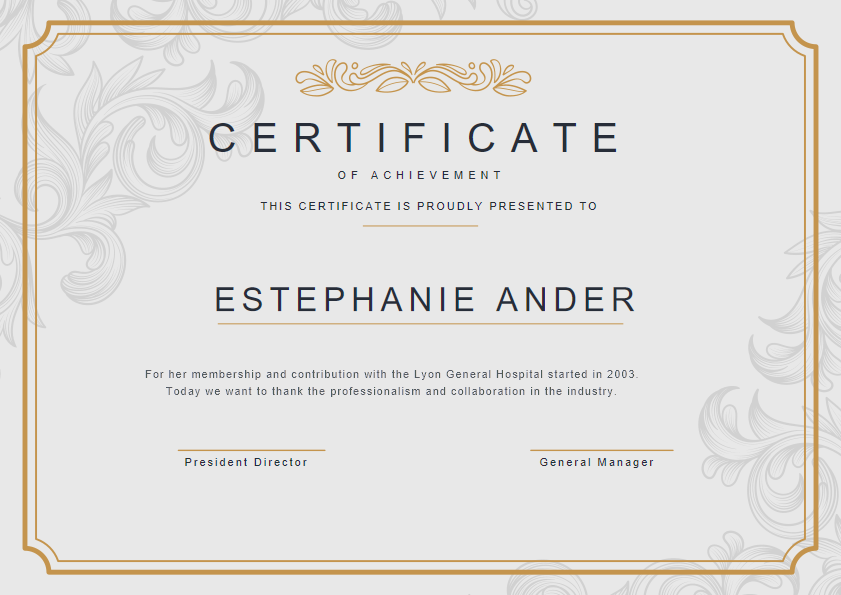 CERTIFICATE
OF ACHIEVEMENT
THIS CERTIFICATE IS PROUDLY PRESENTED TO
ESTEPHANIE ANDER
For her membership and contribution with the Lyon General Hospital started in 2003.
Today we want to thank the professionalism and collaboration in the industry.
President Director
General Manager